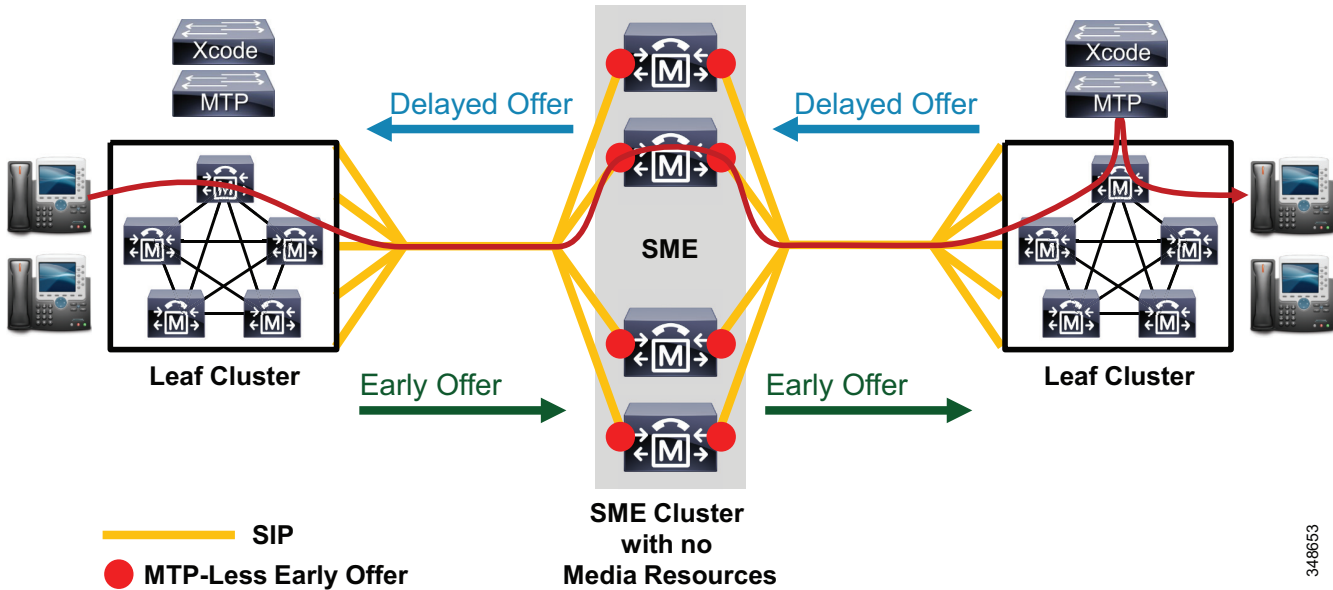 Xcode
MTP
Xcode
MTP
Delayed Offer
Delayed Offer
M
M
M
M
M
M
M
M
M
M
M
M
M
M
SME
Leaf Cluster
Leaf Cluster
Early Offer
Early Offer
SME Cluster
with no
Media Resources
SIP
MTP-Less Early Offer
348653